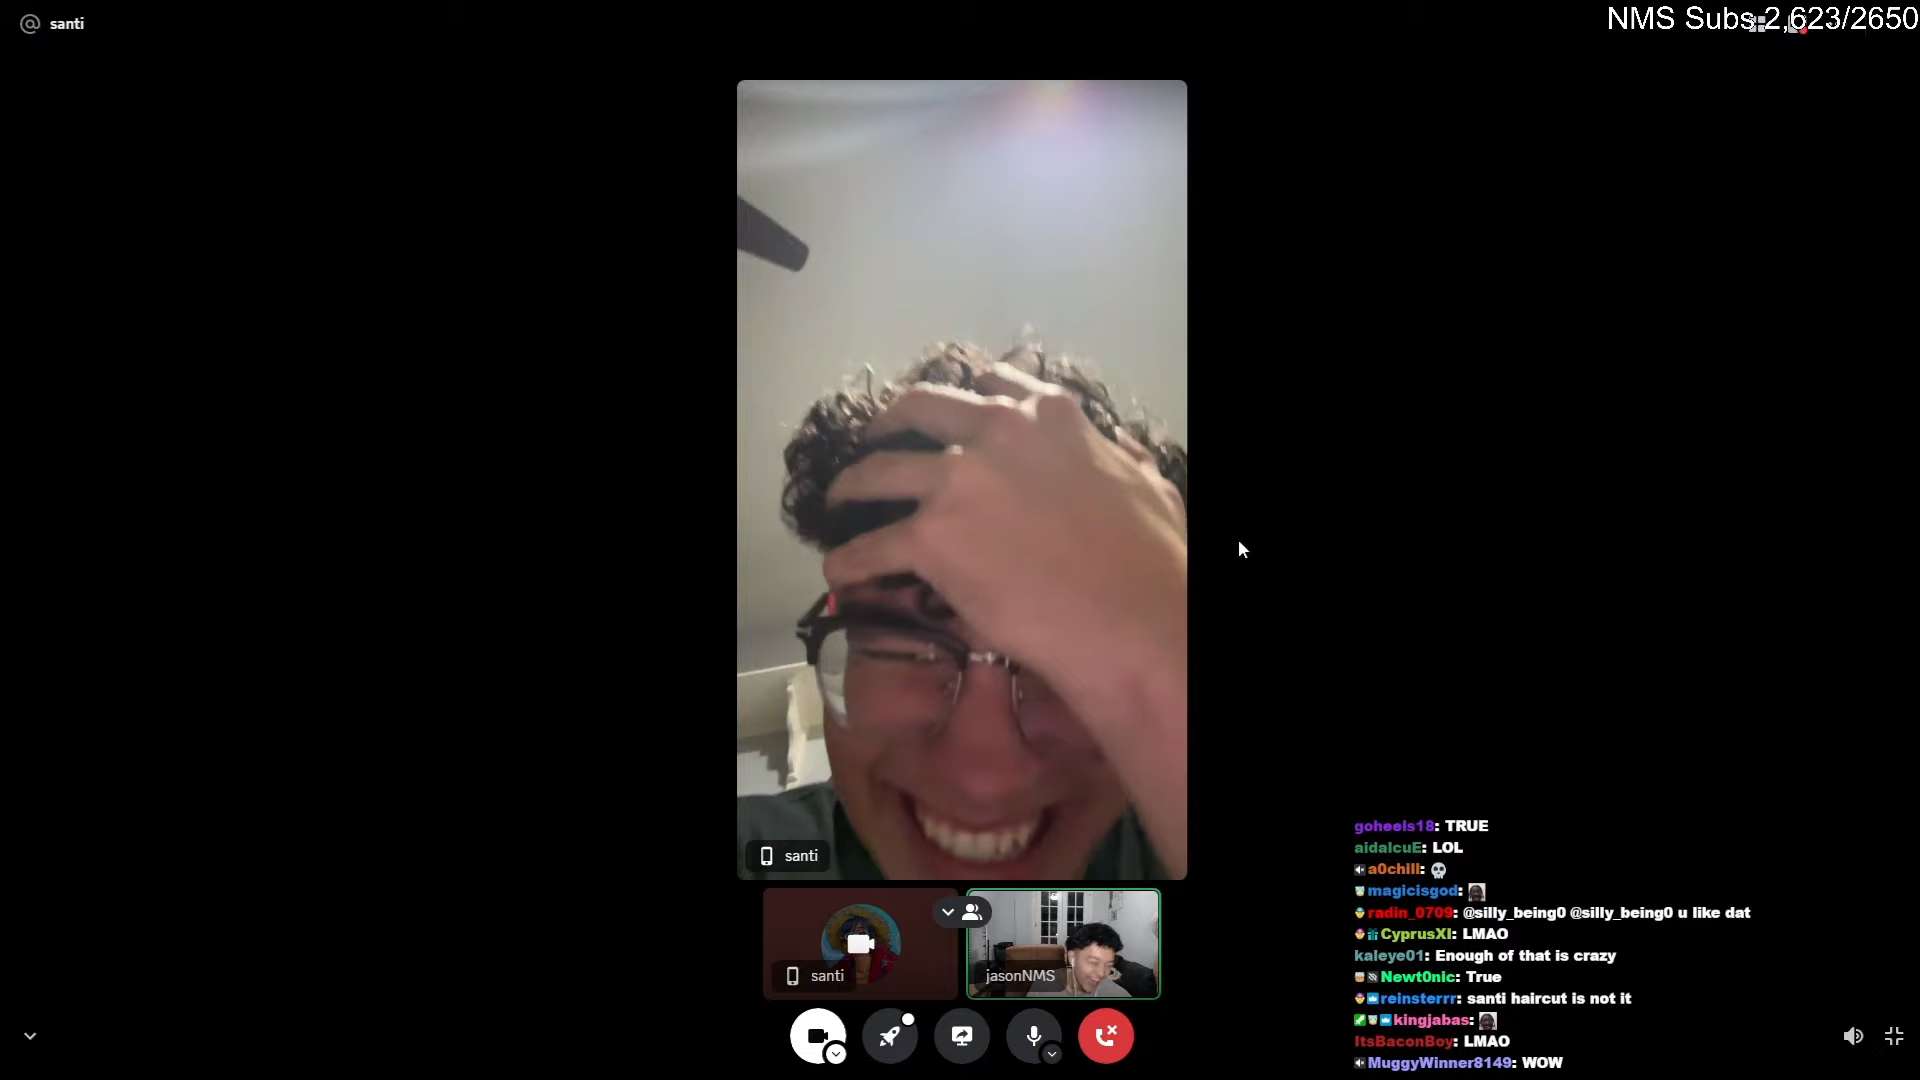 santi
NMS Subs 2,623/2650
santi
santi
jasonNMS
goheels18: TRUE
aidalcuE: LOL
a0chill: 💀
magicisgod:
radin_0709: @silly_being0 @silly_being0 u like dat
CyprusXI: LMAO
kaleye01: Enough of that is crazy
Newt0nic: True
reinsterrr: santi haircut is not it
kingjabas:
ItsBaconBoy: LMAO
MuggyWinner8149: WOW